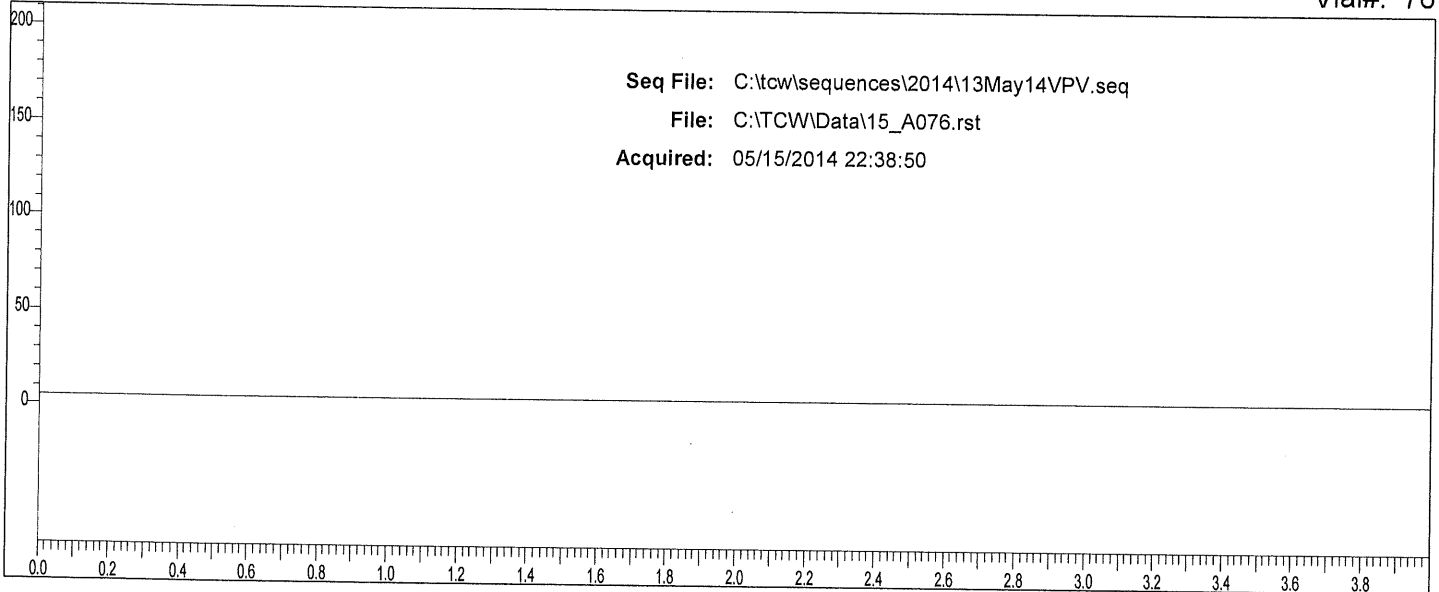 Vial#: 76
200
Seq File: C:\tcw\sequences\2014\13May14VPV.seq
150
File: C:\TCW\Data\15_A076.rst
Acquired: 05/15/2014 22:38:50
100
50
0
0.0 0.2 0.4 0.6 0.8 1.0 1.2 1.4 1.6 1.8 2.0 2.2 2.4 2.6 2.8 3.0 3.2 3.4 3.6 3.8